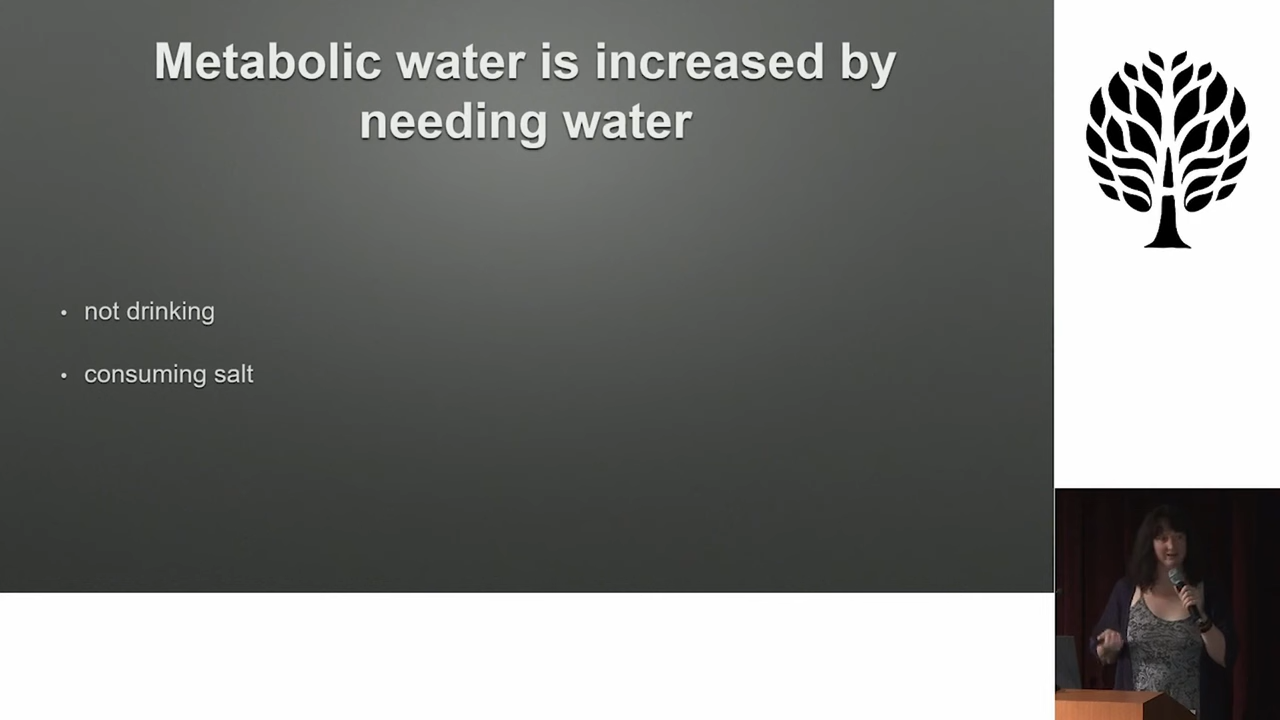 Metabolic water is increased by
needing water
• not drinking
• consuming salt